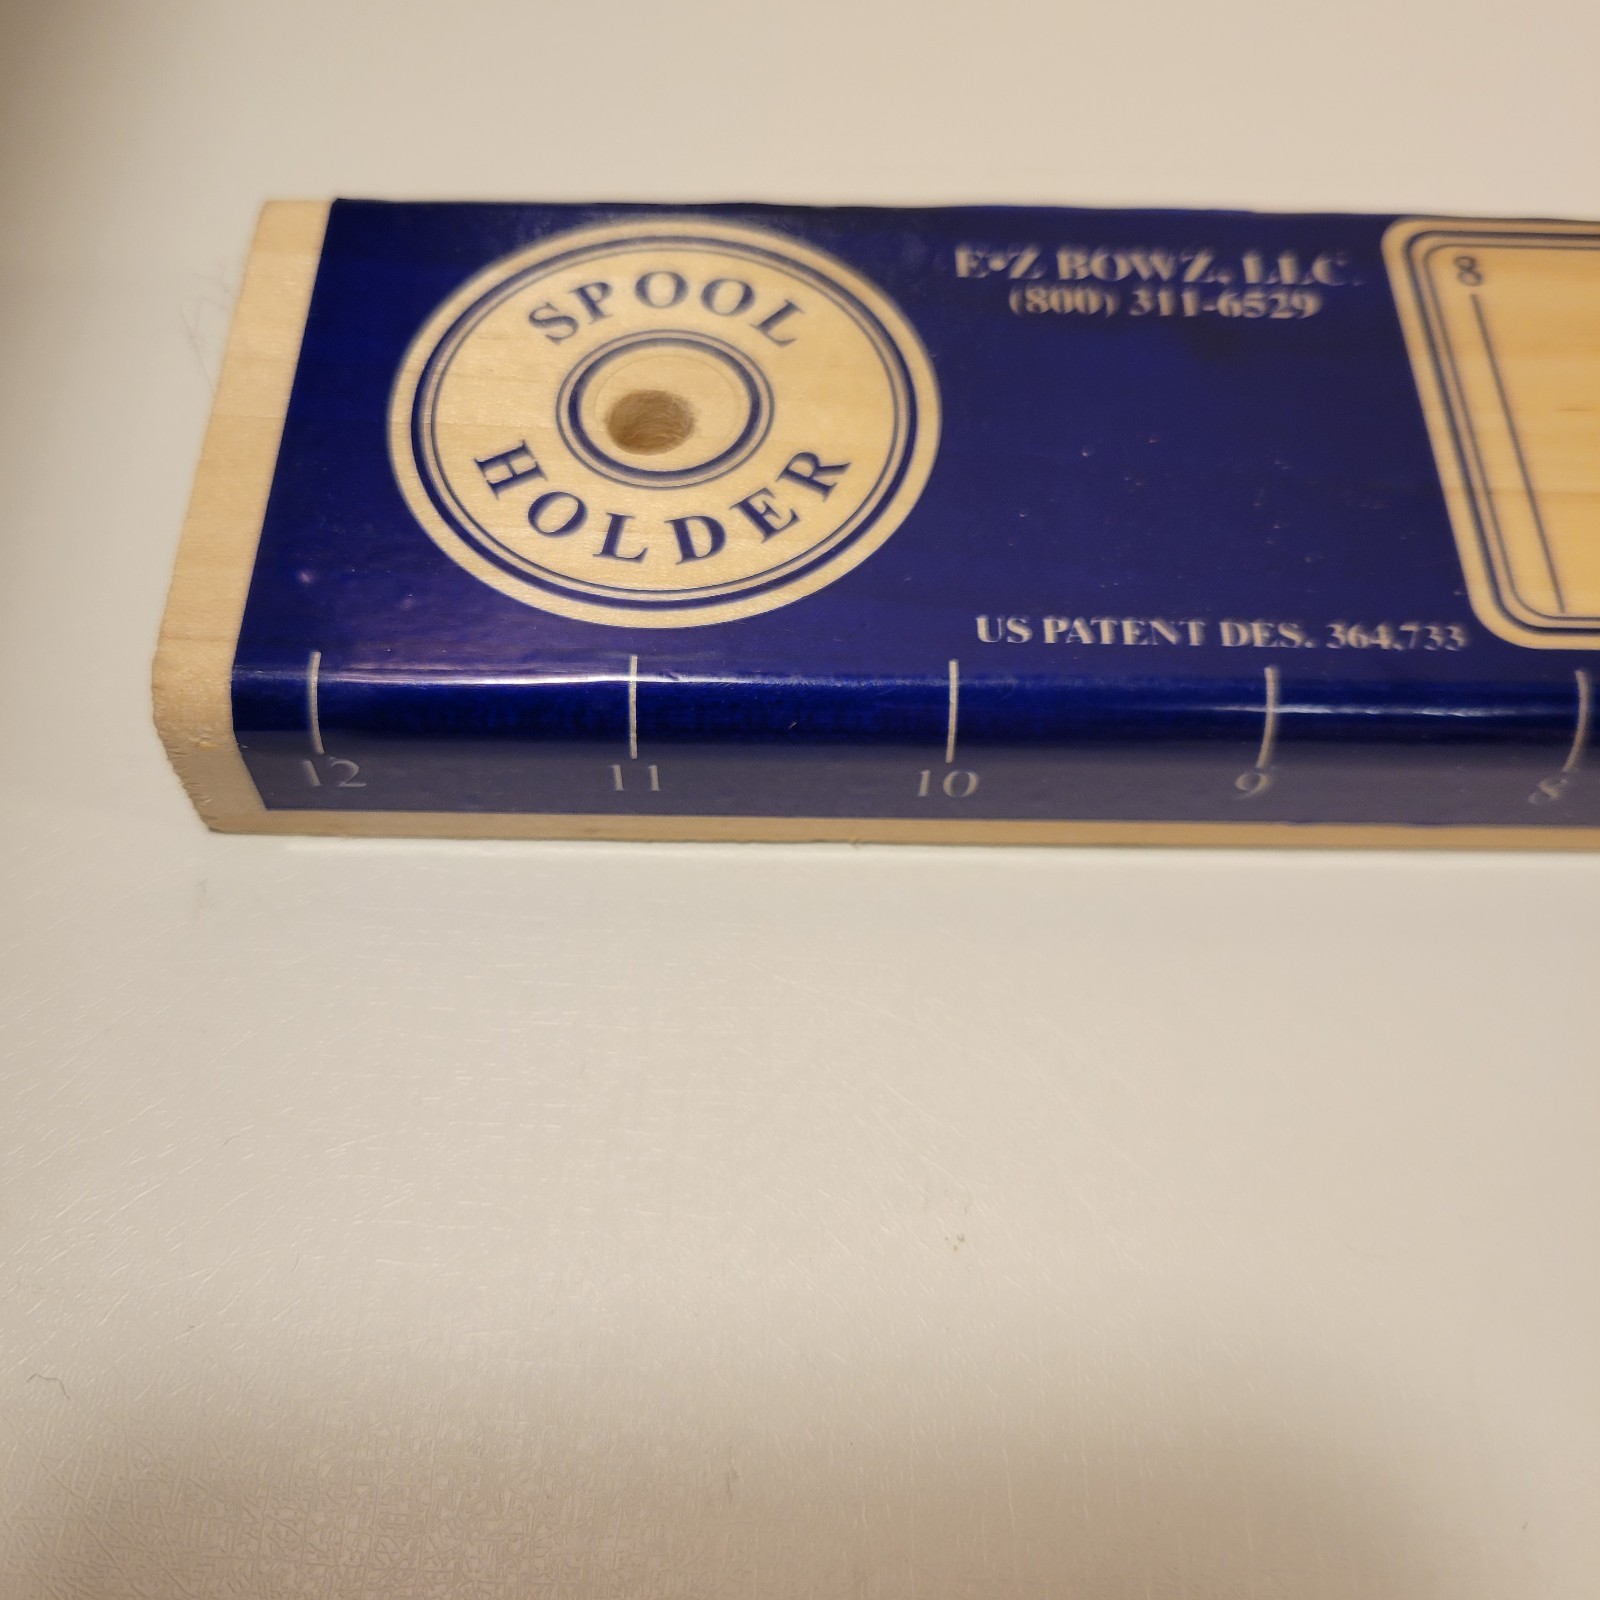 SPOOL
HOLDER
E•Z BOWZ, LLC.
(800) 311-6529
8
US PATENT DES. 364,733
12 11 10 9 8